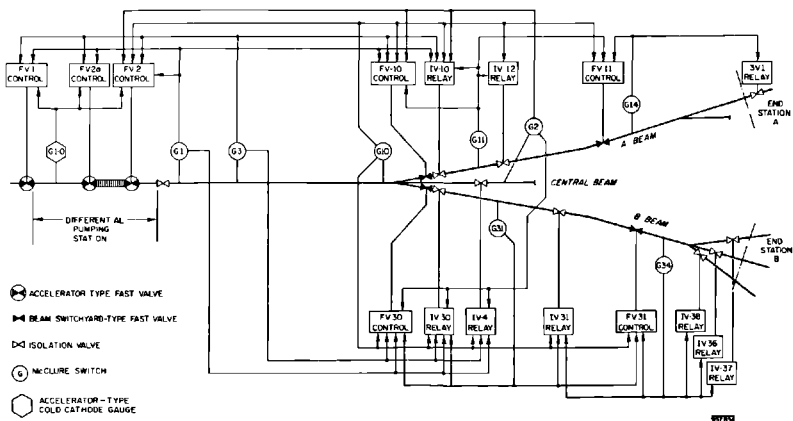 FV-1 CONTROL
FV-2a CONTROL
FV-2 CONTROL
FV-10 CONTROL
IV-10 RELAY
IV-12 RELAY
FV-11 CONTROL
3V1 RELAY
G1-0
G1
G3
G10
G11
G2
G14
END STATION A
A BEAM
CENTRAL BEAM
G31
B BEAM
G34
END STATION B
DIFFERENT AL PUMPING STAT ON
ACCELERATOR TYPE FAST VALVE
BEAM SWITCHYARD-TYPE FAST VALVE
ISOLATION VALVE
G McCLURE SWITCH
ACCELERATOR-TYPE COLD CATHODE GAUGE
FV-30 CONTROL
IV-30 RELAY
IV-4 RELAY
IV-31 RELAY
FV-31 CONTROL
IV-38 RELAY
IV-36 RELAY
IV-37 RELAY